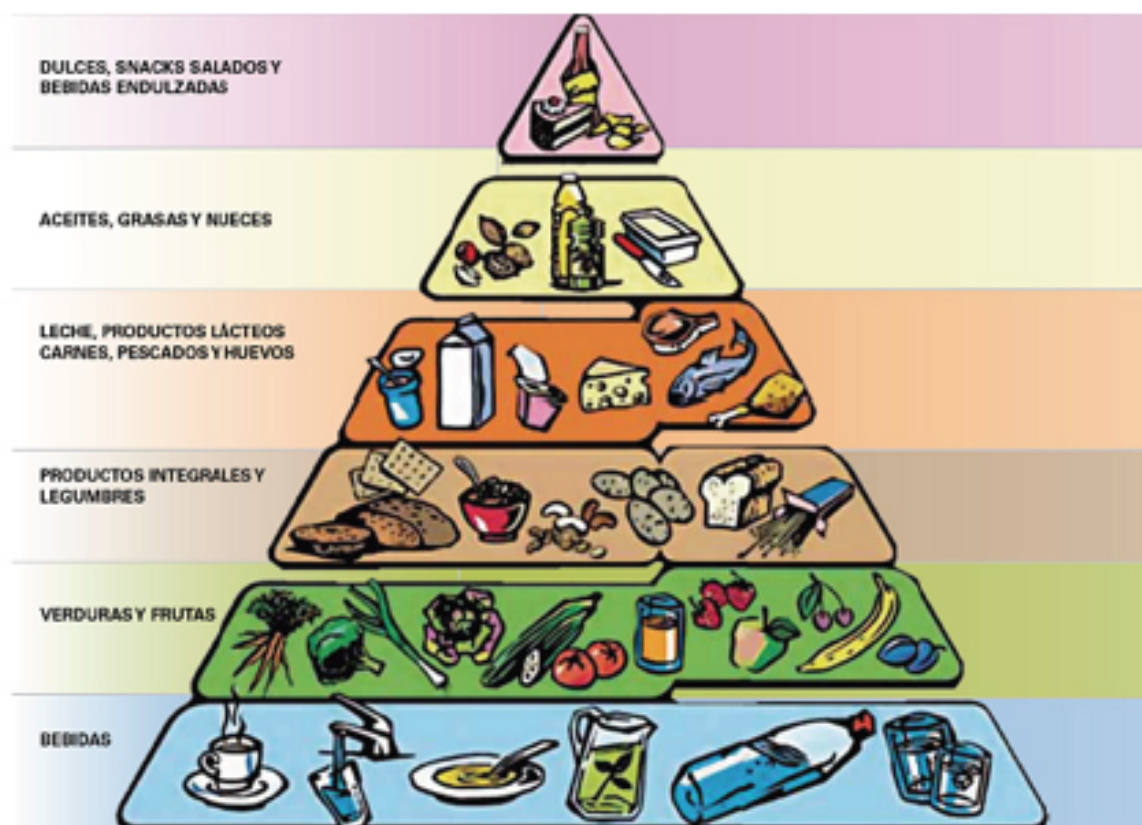 DULCES, SNACKS SALADOS Y
BEBIDAS ENDULZADAS
ACEITES, GRASAS Y NUECES
LECHE, PRODUCTOS LÁCTEOS
CARNES, PESCADOS Y HUEVOS
PRODUCTOS INTEGRALES Y
LEGUMBRES
VERDURAS Y FRUTAS
BEBIDAS